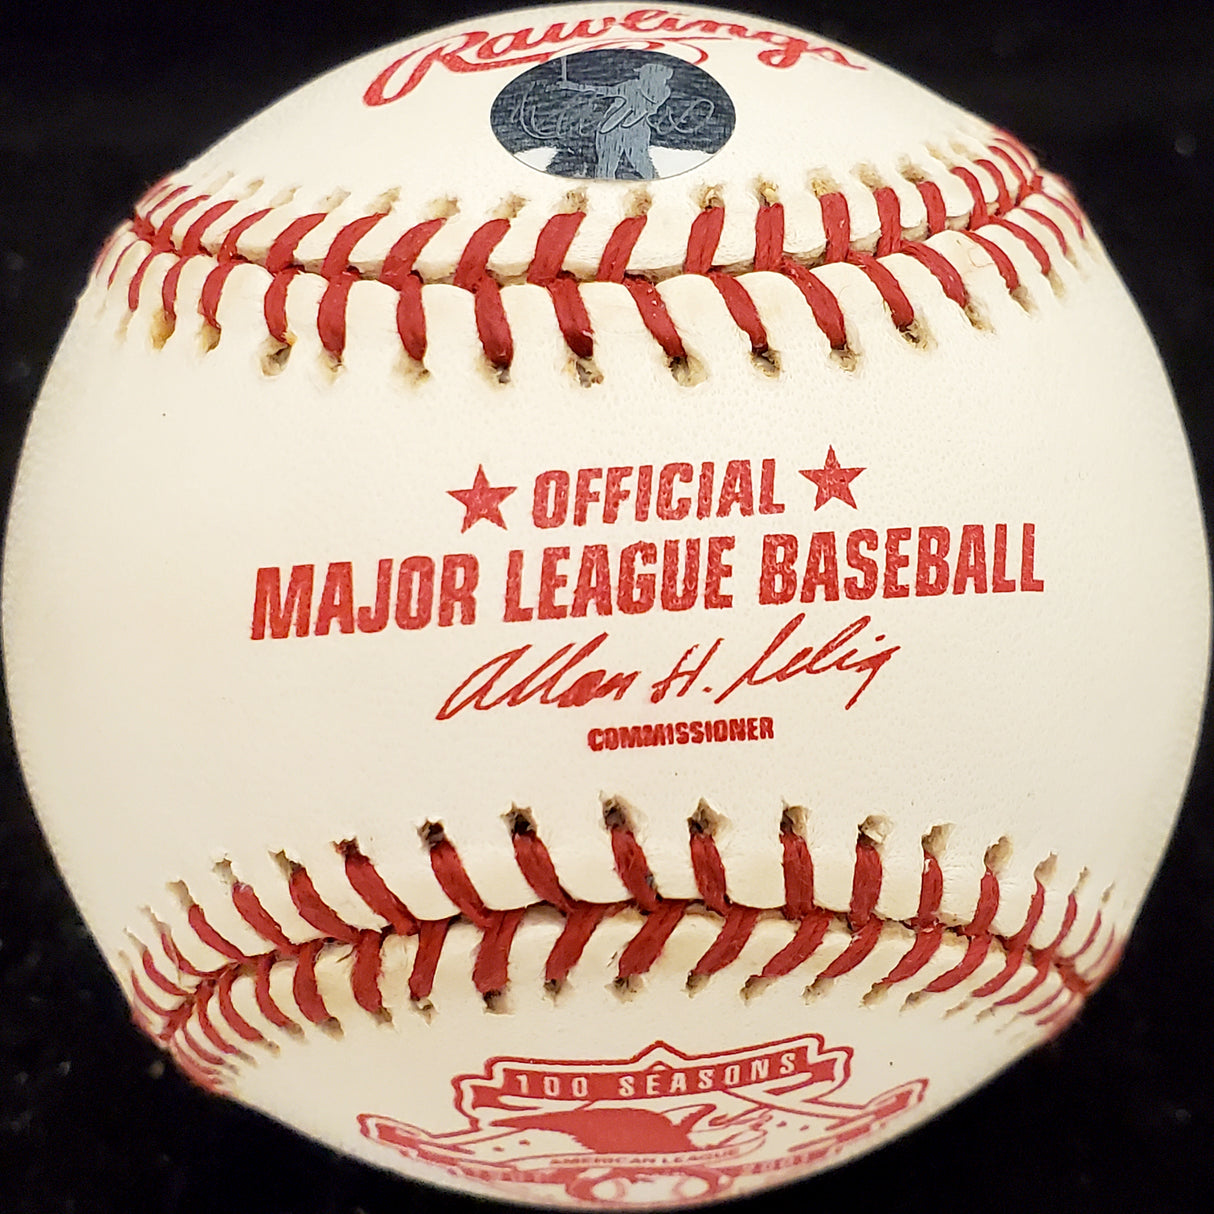 Rawlings
OFFICIAL
MAJOR LEAGUE BASEBALL
Allan H. Selig
COMMISSIONER
100 SEASONS
AMERICAN LEAGUE